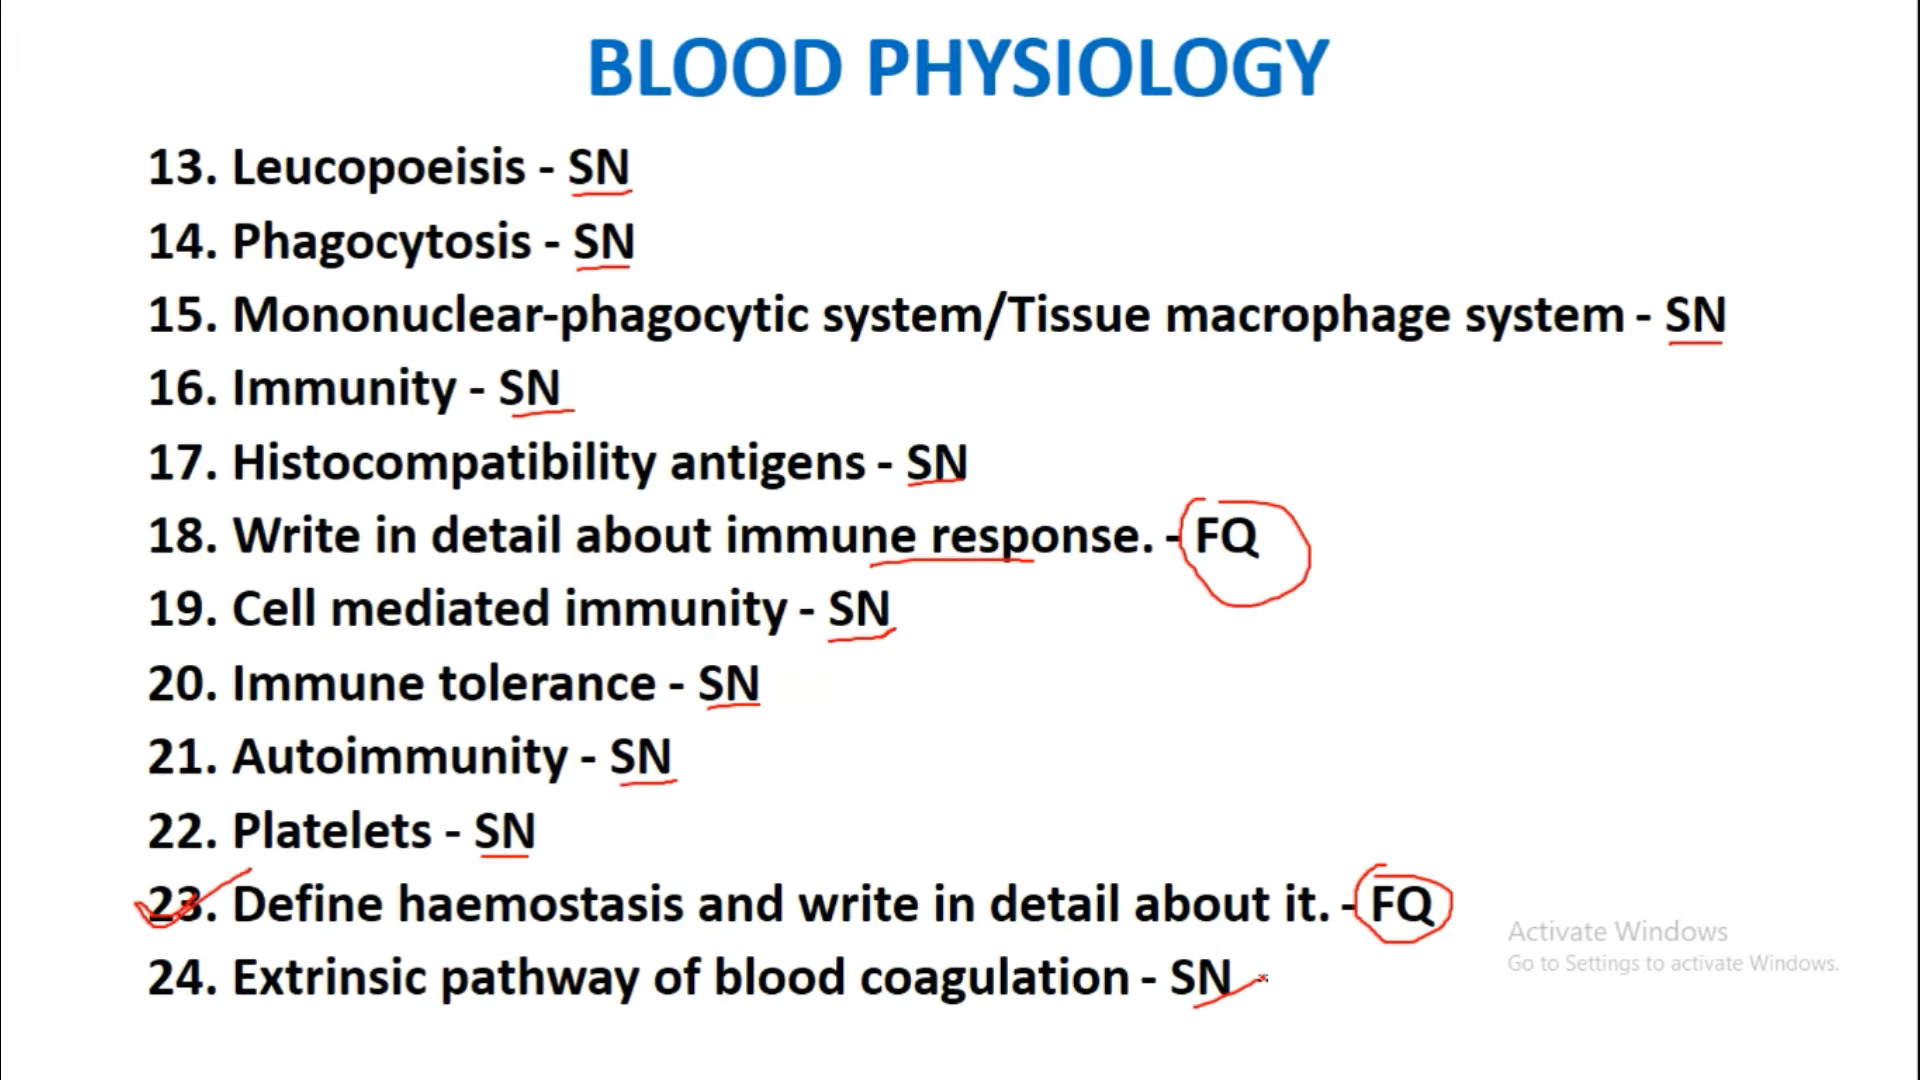 BLOOD PHYSIOLOGY
13. Leucopoeisis - SN
14. Phagocytosis - SN
15. Mononuclear-phagocytic system/Tissue macrophage system - SN
16. Immunity - SN
17. Histocompatibility antigens - SN
18. Write in detail about immune response. - FQ
19. Cell mediated immunity - SN
20. Immune tolerance - SN
21. Autoimmunity - SN
22. Platelets - SN
23. Define haemostasis and write in detail about it. - FQ
24. Extrinsic pathway of blood coagulation - SN
Activate Windows
Go to Settings to activate Windows.